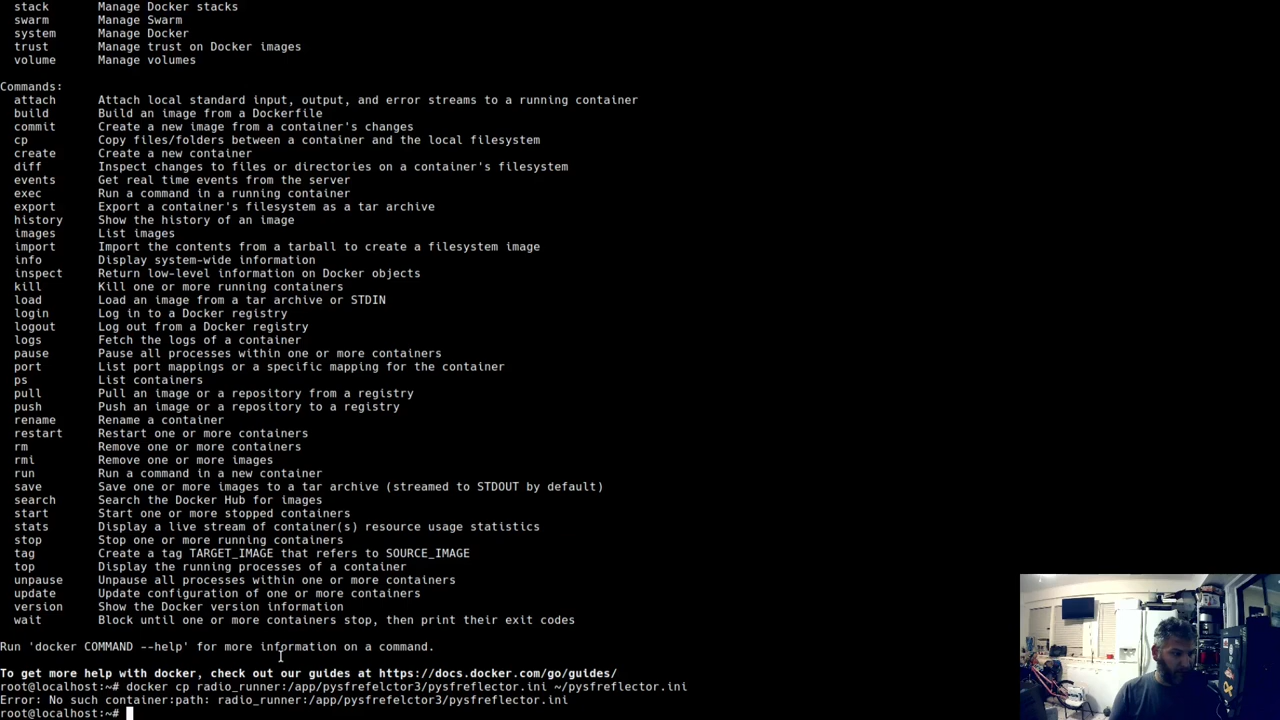 stack       Manage Docker stacks
swarm       Manage Swarm
system      Manage Docker
trust       Manage trust on Docker images
volume      Manage volumes
Commands:
attach      Attach local standard input, output, and error streams to a running container
build       Build an image from a Dockerfile
commit      Create a new image from a container's changes
cp          Copy files/folders between a container and the local filesystem
create      Create a new container
diff        Inspect changes to files or directories on a container's filesystem
events      Get real time events from the server
exec        Run a command in a running container
export      Export a container's filesystem as a tar archive
history     Show the history of an image
images      List images
import      Import the contents from a tarball to create a filesystem image
info        Display system-wide information
inspect     Return low-level information on Docker objects
kill        Kill one or more running containers
load        Load an image from a tar archive or STDIN
login       Log in to a Docker registry
logout      Log out from a Docker registry
logs        Fetch the logs of a container
pause       Pause all processes within one or more containers
port        List port mappings or a specific mapping for the container
ps          List containers
pull        Pull an image or a repository from a registry
push        Push an image or a repository to a registry
rename      Rename a container
restart     Restart one or more containers
rm          Remove one or more containers
rmi         Remove one or more images
run         Run a command in a new container
save        Save one or more images to a tar archive (streamed to STDOUT by default)
search      Search the Docker Hub for images
start       Start one or more stopped containers
stats       Display a live stream of container(s) resource usage statistics
stop        Stop one or more running containers
tag         Create a tag TARGET_IMAGE that refers to SOURCE_IMAGE
top         Display the running processes of a container
unpause     Unpause all processes within one or more containers
update      Update configuration of one or more containers
version     Show the Docker version information
wait        Block until one or more containers stop, then print their exit codes
Run 'docker COMMAND --help' for more information on a command.
To get more help with docker, check out our guides at https://docs.docker.com/go/guides/
root@localhost:~# docker cp radio_runner:/app/pysfrefelctor3/pysfreflector.ini ~/pysfreflector.ini
Error: No such container:path: radio_runner:/app/pysfrefelctor3/pysfreflector.ini
root@localhost:~#